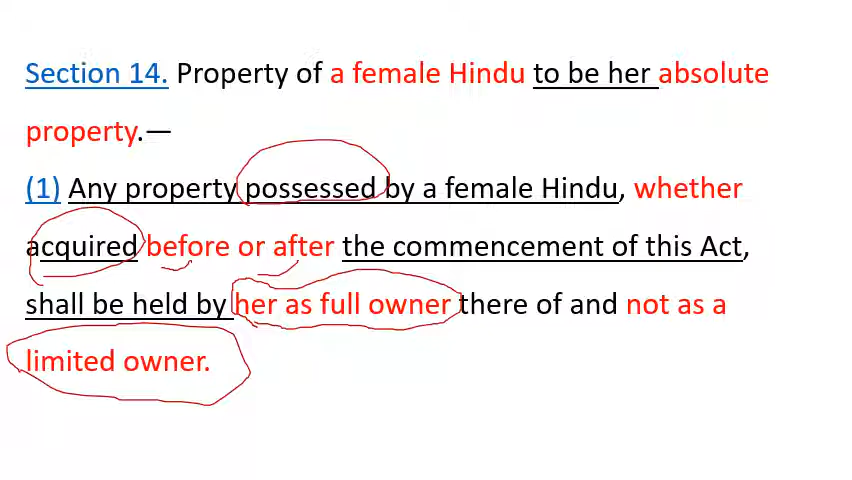 Section 14. Property of a female Hindu to be her absolute
property.—
(1) Any property possessed by a female Hindu, whether
acquired before or after the commencement of this Act,
shall be held by her as full owner there of and not as a
limited owner.